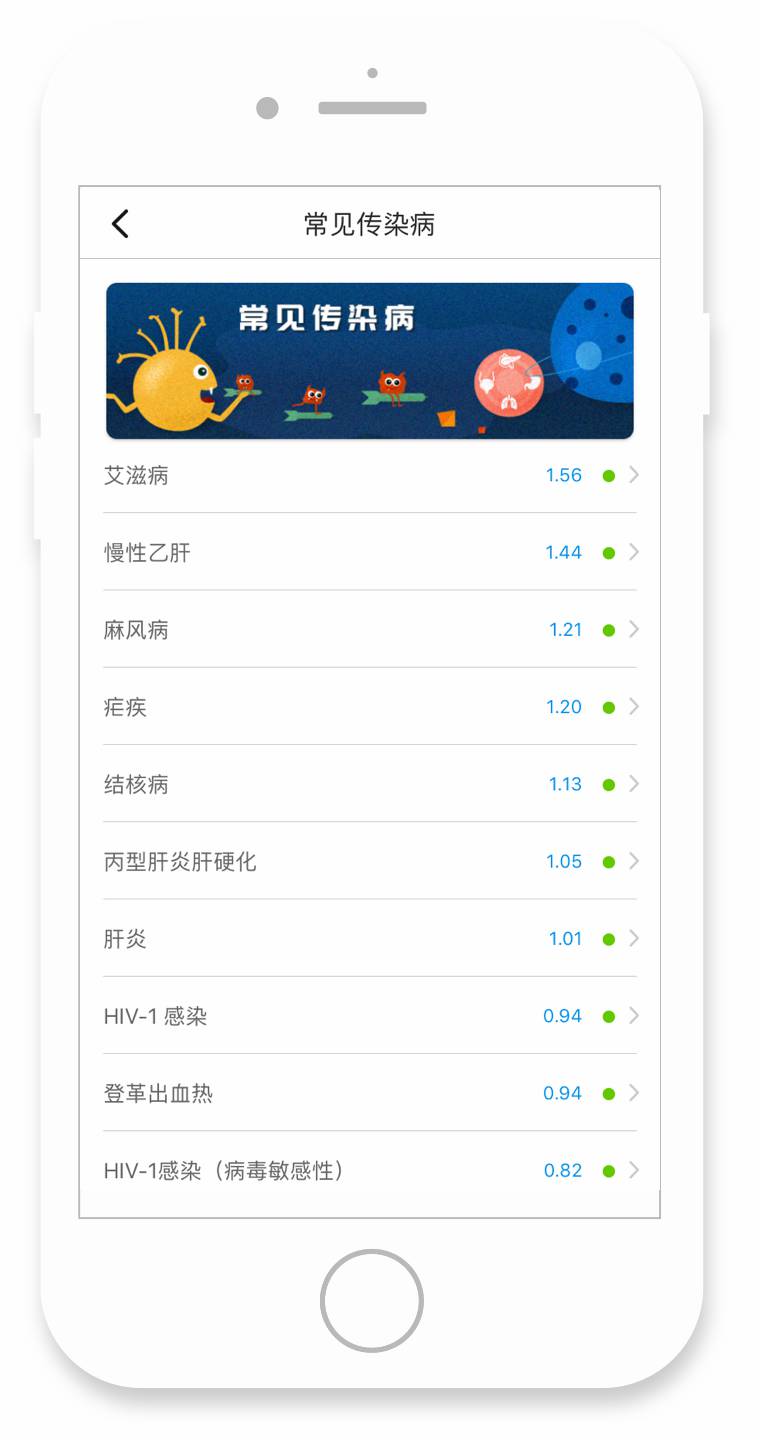 常见传染病
常见传染病
艾滋病 1.56
慢性乙肝 1.44
麻风病 1.21
疟疾 1.20
结核病 1.13
丙型肝炎肝硬化 1.05
肝炎 1.01
HIV-1 感染 0.94
登革出血热 0.94
HIV-1感染（病毒敏感性） 0.82